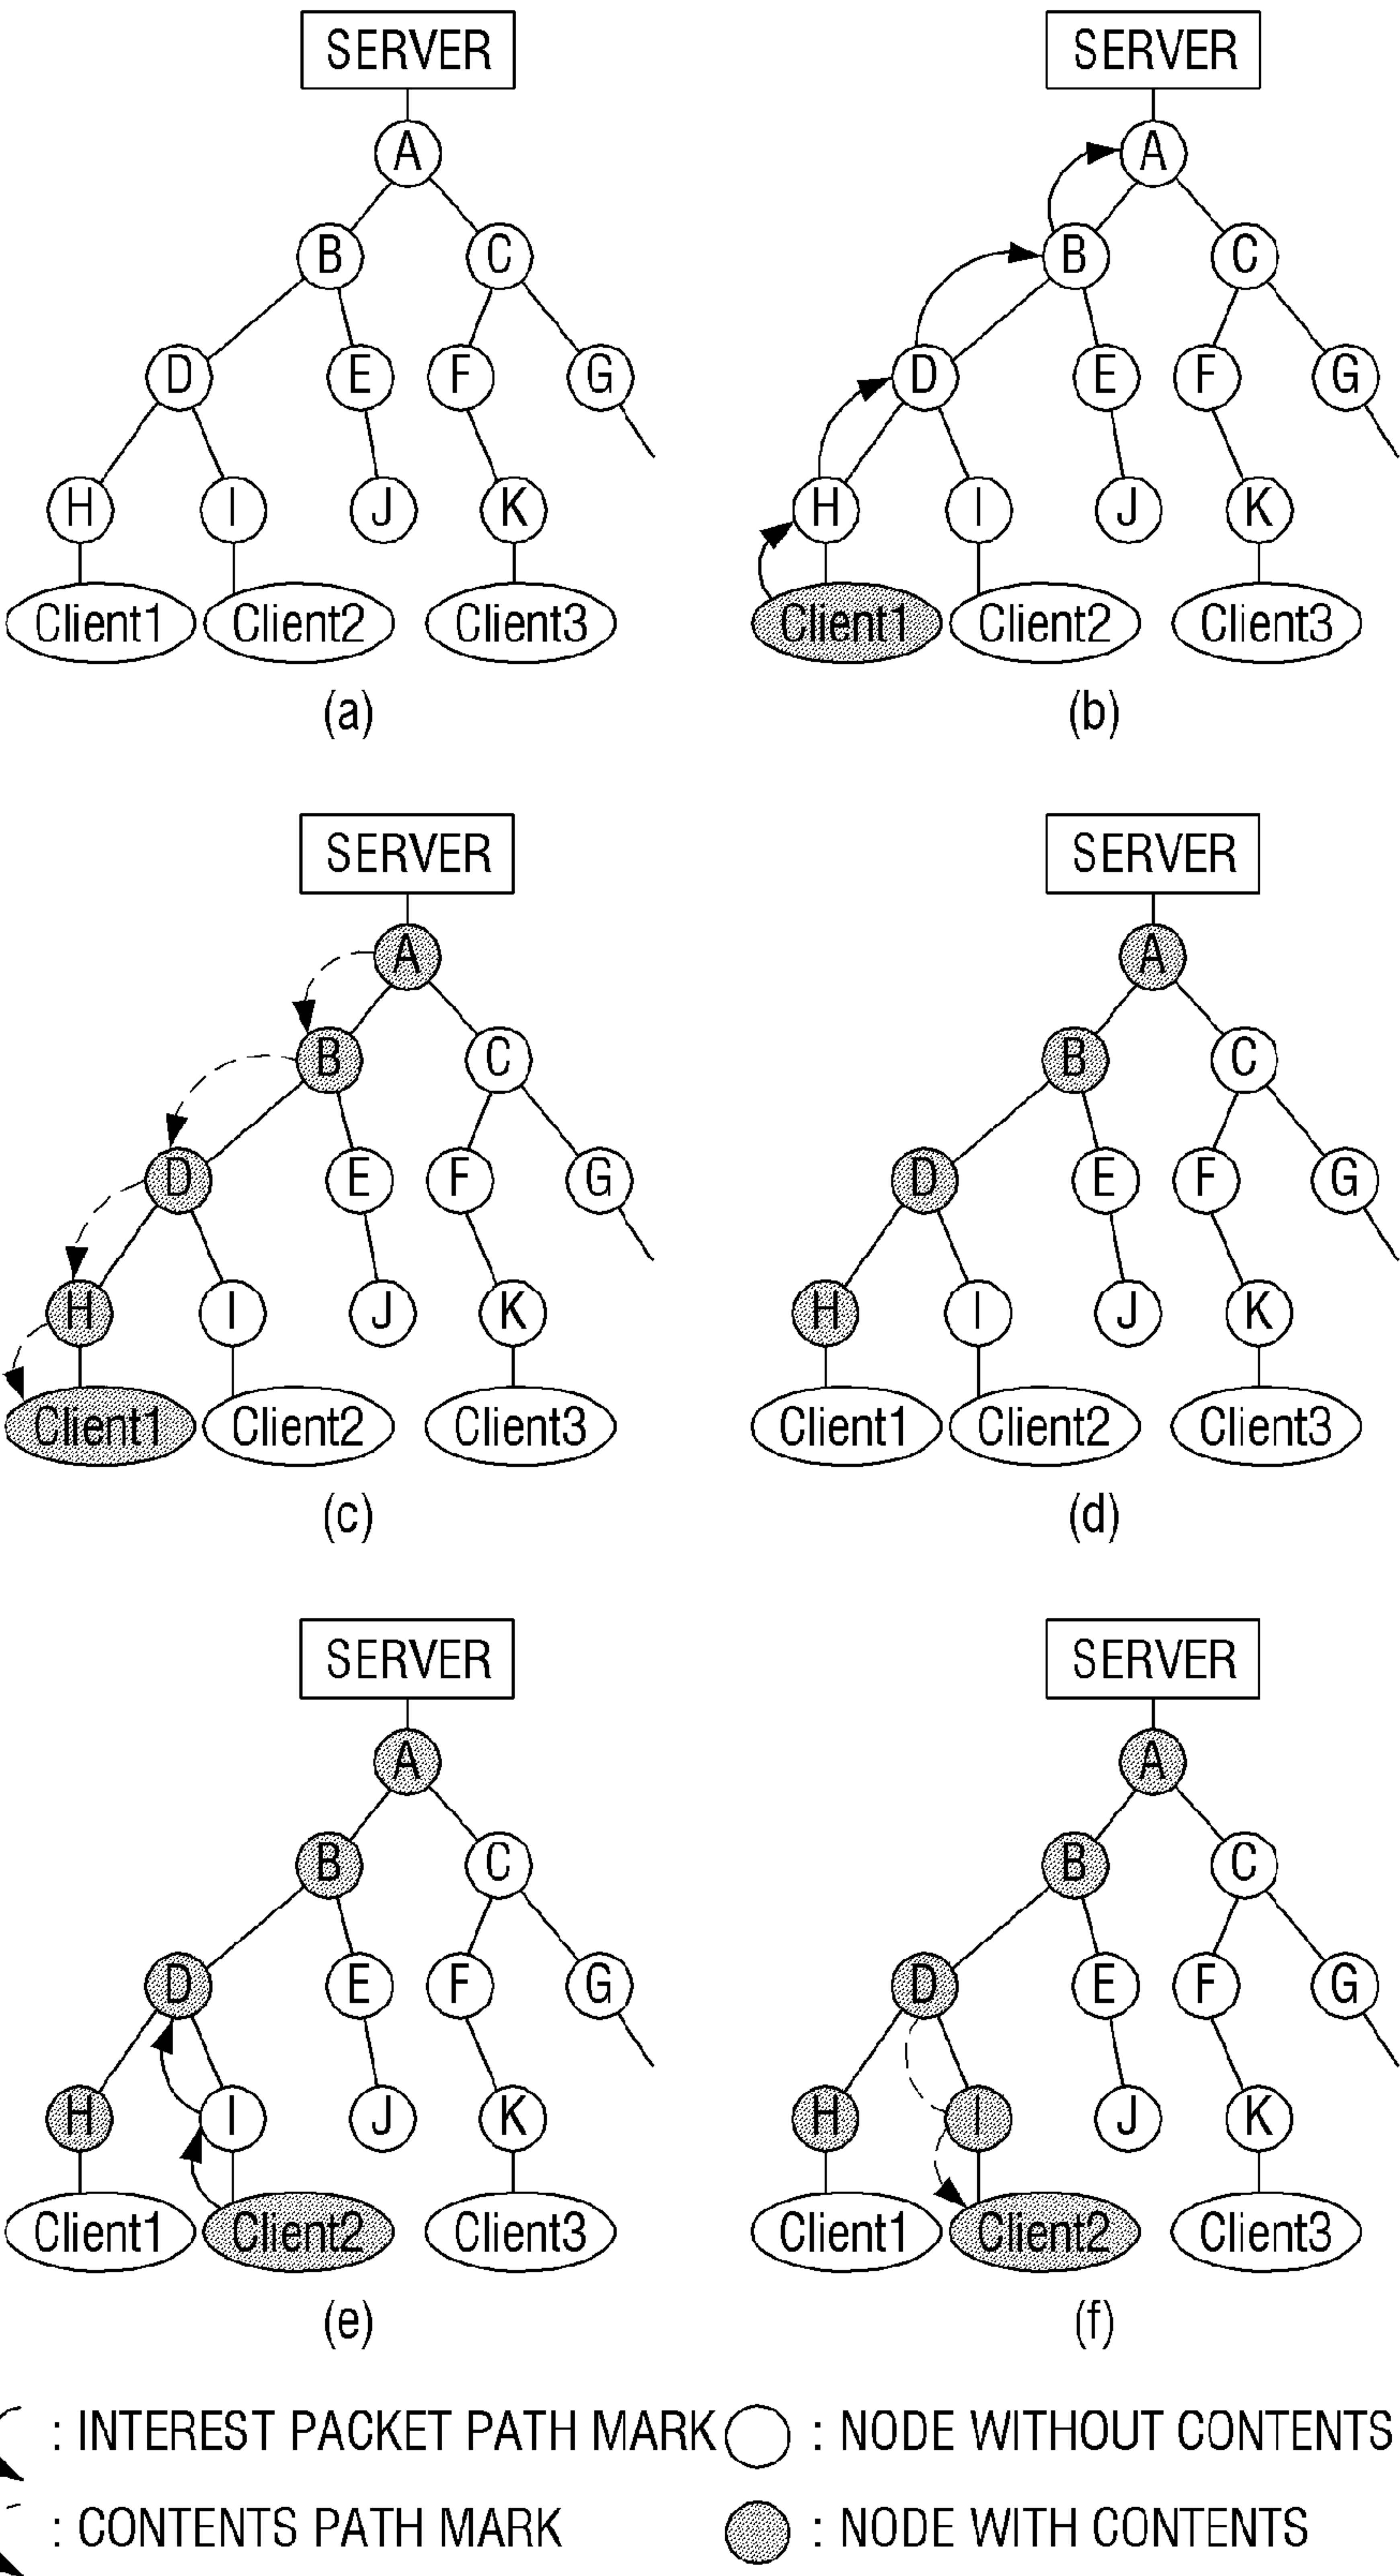 SERVER SERVER
A A
B C B C
D E F G D E F G
H I J K H I J K
Client1 Client2 Client3 Client1 Client2 Client3
(a) (b)
SERVER SERVER
A A
B C B C
D E F G D E F G
H I J K H I J K
Client1 Client2 Client3 Client1 Client2 Client3
(c) (d)
SERVER SERVER
A A
B C B C
D E F G D E F G
H I J K H I J K
Client1 Client2 Client3 Client1 Client2 Client3
(e) (f)
: INTEREST PACKET PATH MARK : NODE WITHOUT CONTENTS
: CONTENTS PATH MARK : NODE WITH CONTENTS